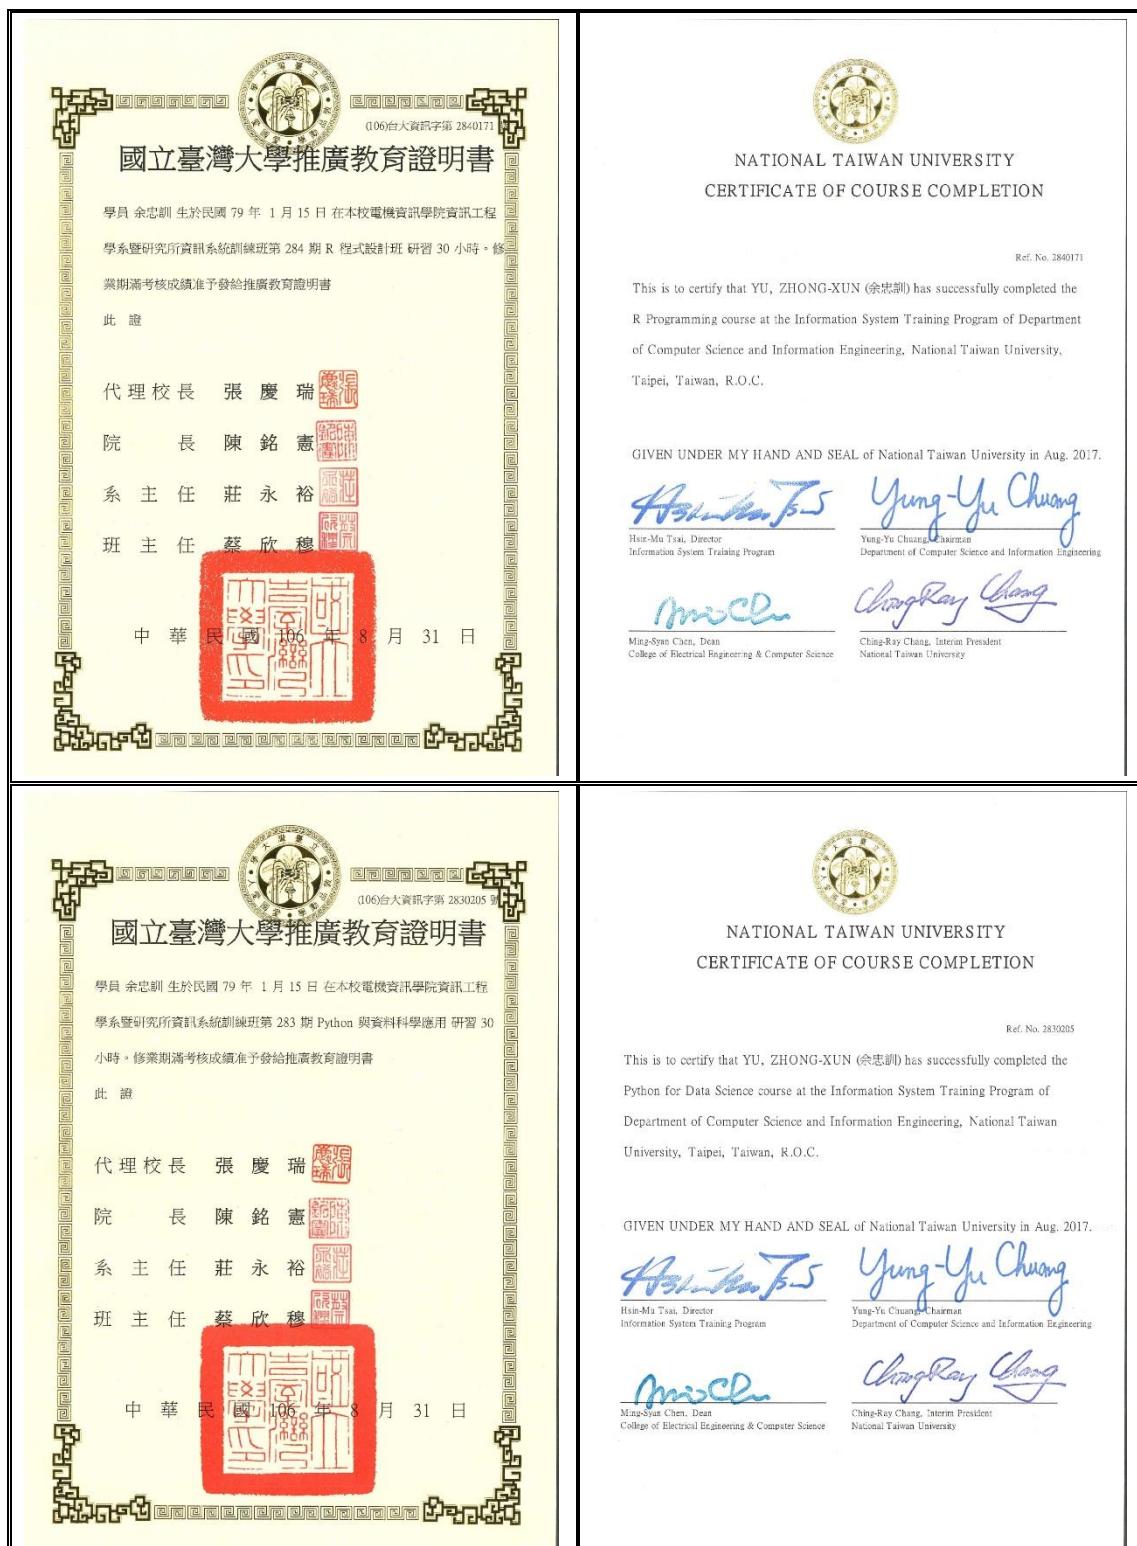 (106)台大資訊字第 2840171 號
國立臺灣大學推廣教育證明書
學員 余忠訓 生於民國 79 年 1 月 15 日 在本校電機資訊學院資訊工程
學系暨研究所資訊系統訓練班第 284 期 R 程式設計班 研習 30 小時。修
業期滿考核成績准予發給推廣教育證明書
此 證
代理校長 張慶瑞
院長 陳銘憲
系主任 莊永裕
班主任 蔡欣穆
中華民國 106 年 8 月 31 日
NATIONAL TAIWAN UNIVERSITY
CERTIFICATE OF COURSE COMPLETION
Ref. No. 2840171
This is to certify that YU, ZHONG-XUN (余忠訓) has successfully completed the
R Programming course at the Information System Training Program of Department
of Computer Science and Information Engineering, National Taiwan University,
Taipei, Taiwan, R.O.C.
GIVEN UNDER MY HAND AND SEAL of National Taiwan University in Aug. 2017.
Yung-Yu Chuang
Hsin-Mu Tsai, Director
Information System Training Program
Yung-Yu Chuang, Chairman
Department of Computer Science and Information Engineering
ChingRay Chang
Ming-Syan Chen, Dean
College of Electrical Engineering & Computer Science
Ching-Ray Chang, Interim President
National Taiwan University
(106)台大資訊字第 2830205 號
國立臺灣大學推廣教育證明書
學員 余忠訓 生於民國 79 年 1 月 15 日 在本校電機資訊學院資訊工程
學系暨研究所資訊系統訓練班第 283 期 Python 與資料科學應用 研習 30
小時。修業期滿考核成績准予發給推廣教育證明書
此 證
代理校長 張慶瑞
院長 陳銘憲
系主任 莊永裕
班主任 蔡欣穆
中華民國 106 年 8 月 31 日
NATIONAL TAIWAN UNIVERSITY
CERTIFICATE OF COURSE COMPLETION
Ref. No. 2830205
This is to certify that YU, ZHONG-XUN (余忠訓) has successfully completed the
Python for Data Science course at the Information System Training Program of
Department of Computer Science and Information Engineering, National Taiwan
University, Taipei, Taiwan, R.O.C.
GIVEN UNDER MY HAND AND SEAL of National Taiwan University in Aug. 2017.
Yung-Yu Chuang
Hsin-Mu Tsai, Director
Information System Training Program
Yung-Yu Chuang, Chairman
Department of Computer Science and Information Engineering
ChingRay Chang
Ming-Syan Chen, Dean
College of Electrical Engineering & Computer Science
Ching-Ray Chang, Interim President
National Taiwan University